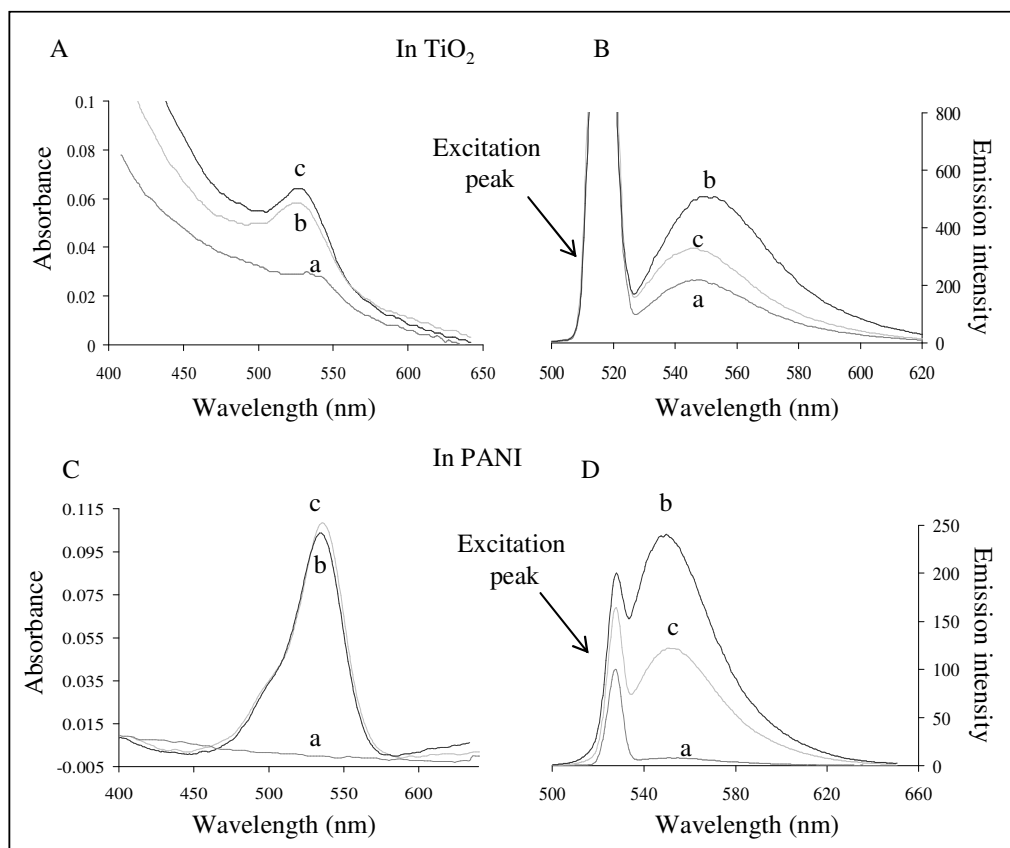 A
In TiO2
B
0.1
0.08
0.06
0.04
0.02
0
Absorbance
c
b
a
400
450
500
550
600
650
Wavelength (nm)
Excitation
peak
b
c
a
800
600
400
200
0
Emission intensity
500
520
540
560
580
600
620
Wavelength (nm)
C
In PANI
D
0.115
0.095
0.075
0.055
0.035
0.015
-0.005
Absorbance
c
b
a
400
450
500
550
600
Wavelength (nm)
Excitation
peak
b
c
a
250
200
150
100
50
0
Emission intensity
500
540
580
620
660
Wavelength (nm)